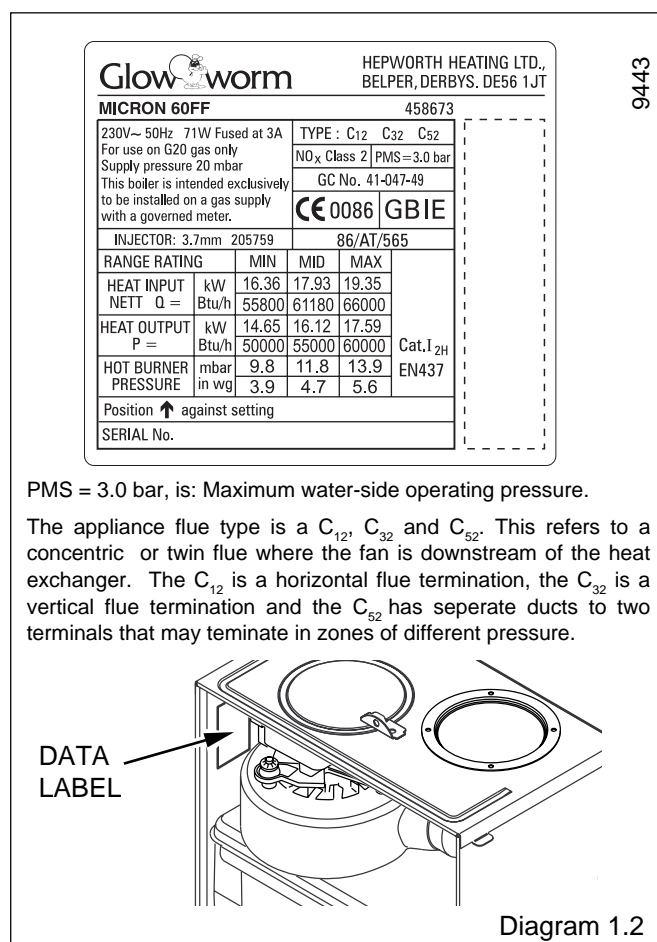 Glow worm
HEPWORTH HEATING LTD.,
BELPER, DERBYS. DE56 1JT
9443
MICRON 60FF 458673
230V~ 50Hz 71W Fused at 3A
For use on G20 gas only
Supply pressure 20 mbar
This boiler is intended exclusively
to be installed on a gas supply
with a governed meter.
TYPE : C12 C32 C52
NOX Class 2 PMS=3.0 bar
GC No. 41-047-49
CE 0086 GBIE
INJECTOR: 3.7mm 205759 86/AT/565
RANGE RATING MIN MID MAX
HEAT INPUT kW 16.36 17.93 19.35
NETT Q = Btu/h 55800 61180 66000
HEAT OUTPUT kW 14.65 16.12 17.59
P = Btu/h 50000 55000 60000
HOT BURNER mbar 9.8 11.8 13.9
PRESSURE in wg 3.9 4.7 5.6
Cat.I2H
EN437
Position ↑ against setting
SERIAL No.
PMS = 3.0 bar, is: Maximum water-side operating pressure.
The appliance flue type is a C12, C32 and C52. This refers to a
concentric or twin flue where the fan is downstream of the heat
exchanger. The C12 is a horizontal flue termination, the C32 is a
vertical flue termination and the C52 has seperate ducts to two
terminals that may teminate in zones of different pressure.
DATA
LABEL
Diagram 1.2